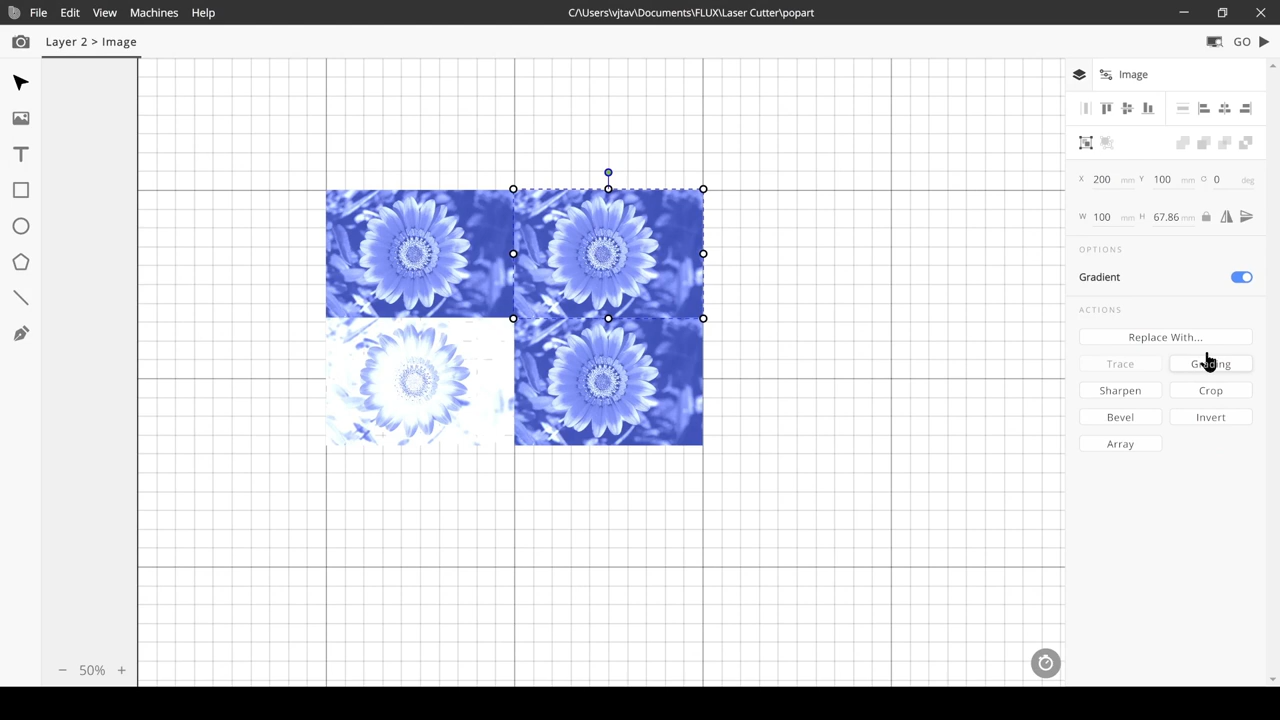 File Edit View Machines Help C/\Users\vjtav\Documents\FLUX\Laser Cutter\popart
Layer 2 > Image GO
Image
X 200 mm Y 100 mm 0 deg
W 100 mm H 67.86 mm
OPTIONS
Gradient
ACTIONS
Replace With...
Trace Grading
Sharpen Crop
Bevel Invert
Array
− 50% +